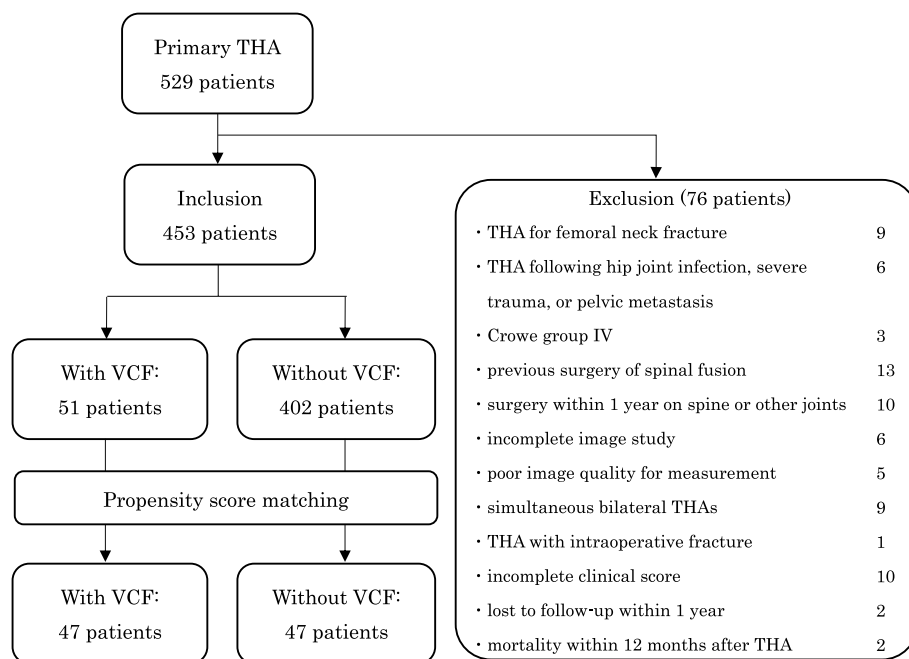 Primary THA
529 patients
Inclusion
453 patients
With VCF:
51 patients
Without VCF:
402 patients
Propensity score matching
With VCF:
47 patients
Without VCF:
47 patients
Exclusion (76 patients)
・THA for femoral neck fracture 9
・THA following hip joint infection, severe 6
trauma, or pelvic metastasis
・Crowe group IV 3
・previous surgery of spinal fusion 13
・surgery within 1 year on spine or other joints 10
・incomplete image study 6
・poor image quality for measurement 5
・simultaneous bilateral THAs 9
・THA with intraoperative fracture 1
・incomplete clinical score 10
・lost to follow-up within 1 year 2
・mortality within 12 months after THA 2